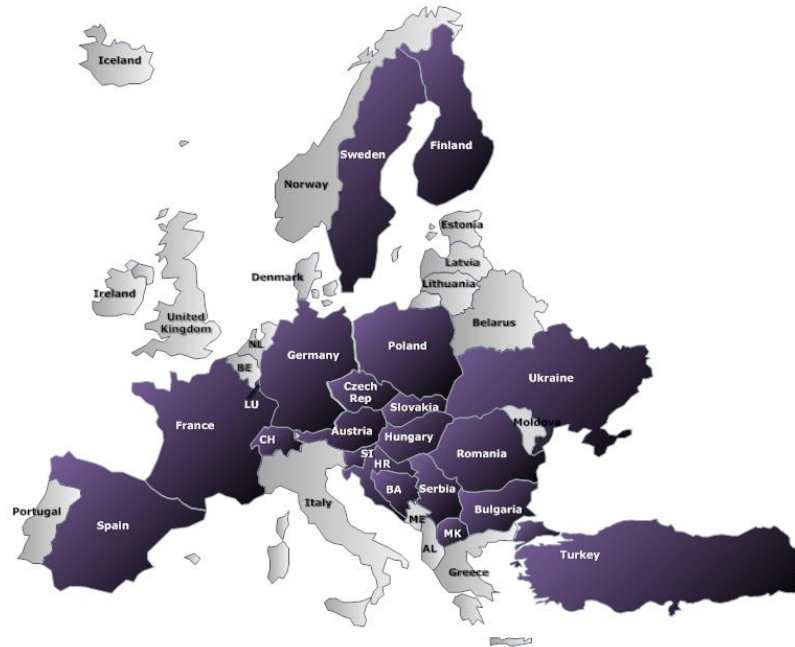 Iceland
Sweden
Finland
Norway
Estonia
Latvia
Lithuania
Denmark
Ireland
United
Kingdom
Belarus
NL
BE
Germany
Poland
Ukraine
Czech
Rep
Slovakia
LU
France
Austria
Hungary
Moldova
CH
Romania
SI
HR
BA
Serbia
Italy
Bulgaria
Portugal
Spain
ME
MK
AL
Turkey
Greece